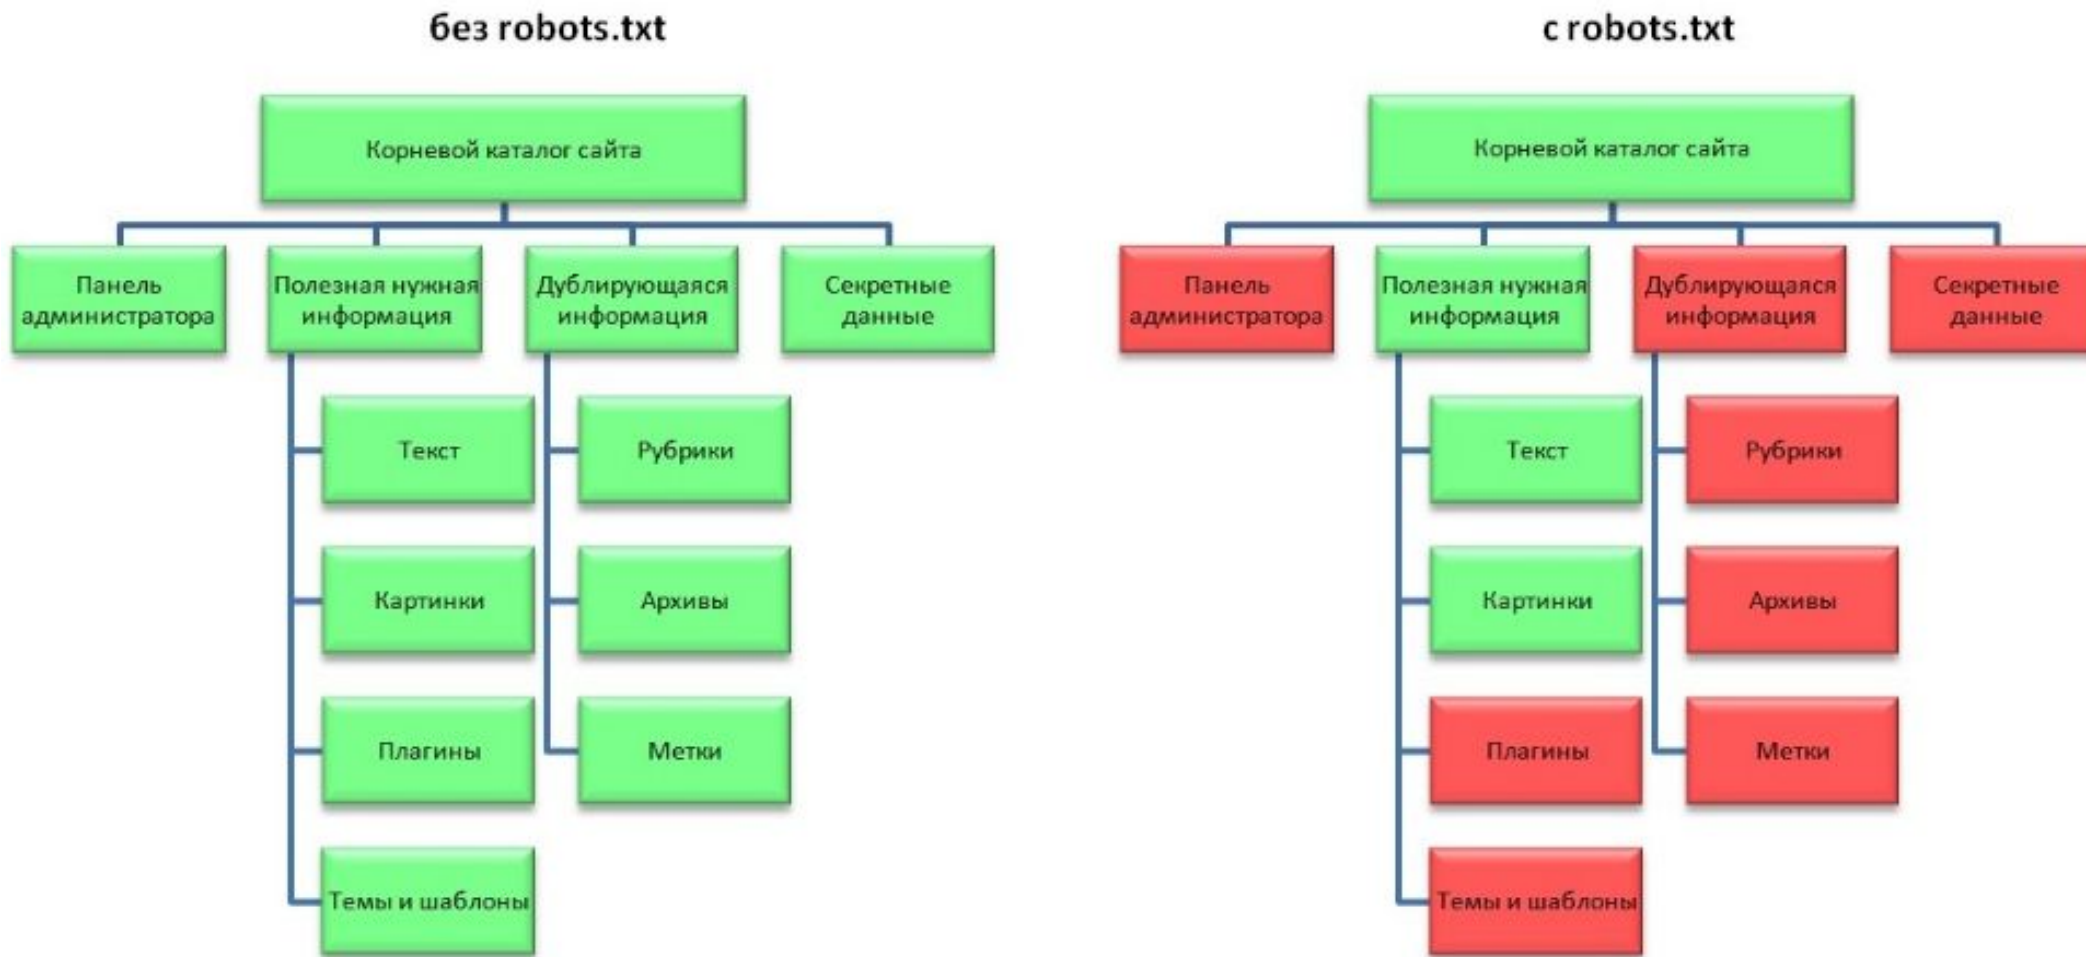 без robots.txt
Корневой каталог сайта
Панель
администратора
Полезная нужная
информация
Дублирующаяся
информация
Секретные
данные
Текст
Рубрики
Картинки
Архивы
Плагины
Метки
Темы и шаблоны
с robots.txt
Корневой каталог сайта
Панель
администратора
Полезная нужная
информация
Дублирующаяся
информация
Секретные
данные
Текст
Рубрики
Картинки
Архивы
Плагины
Метки
Темы и шаблоны